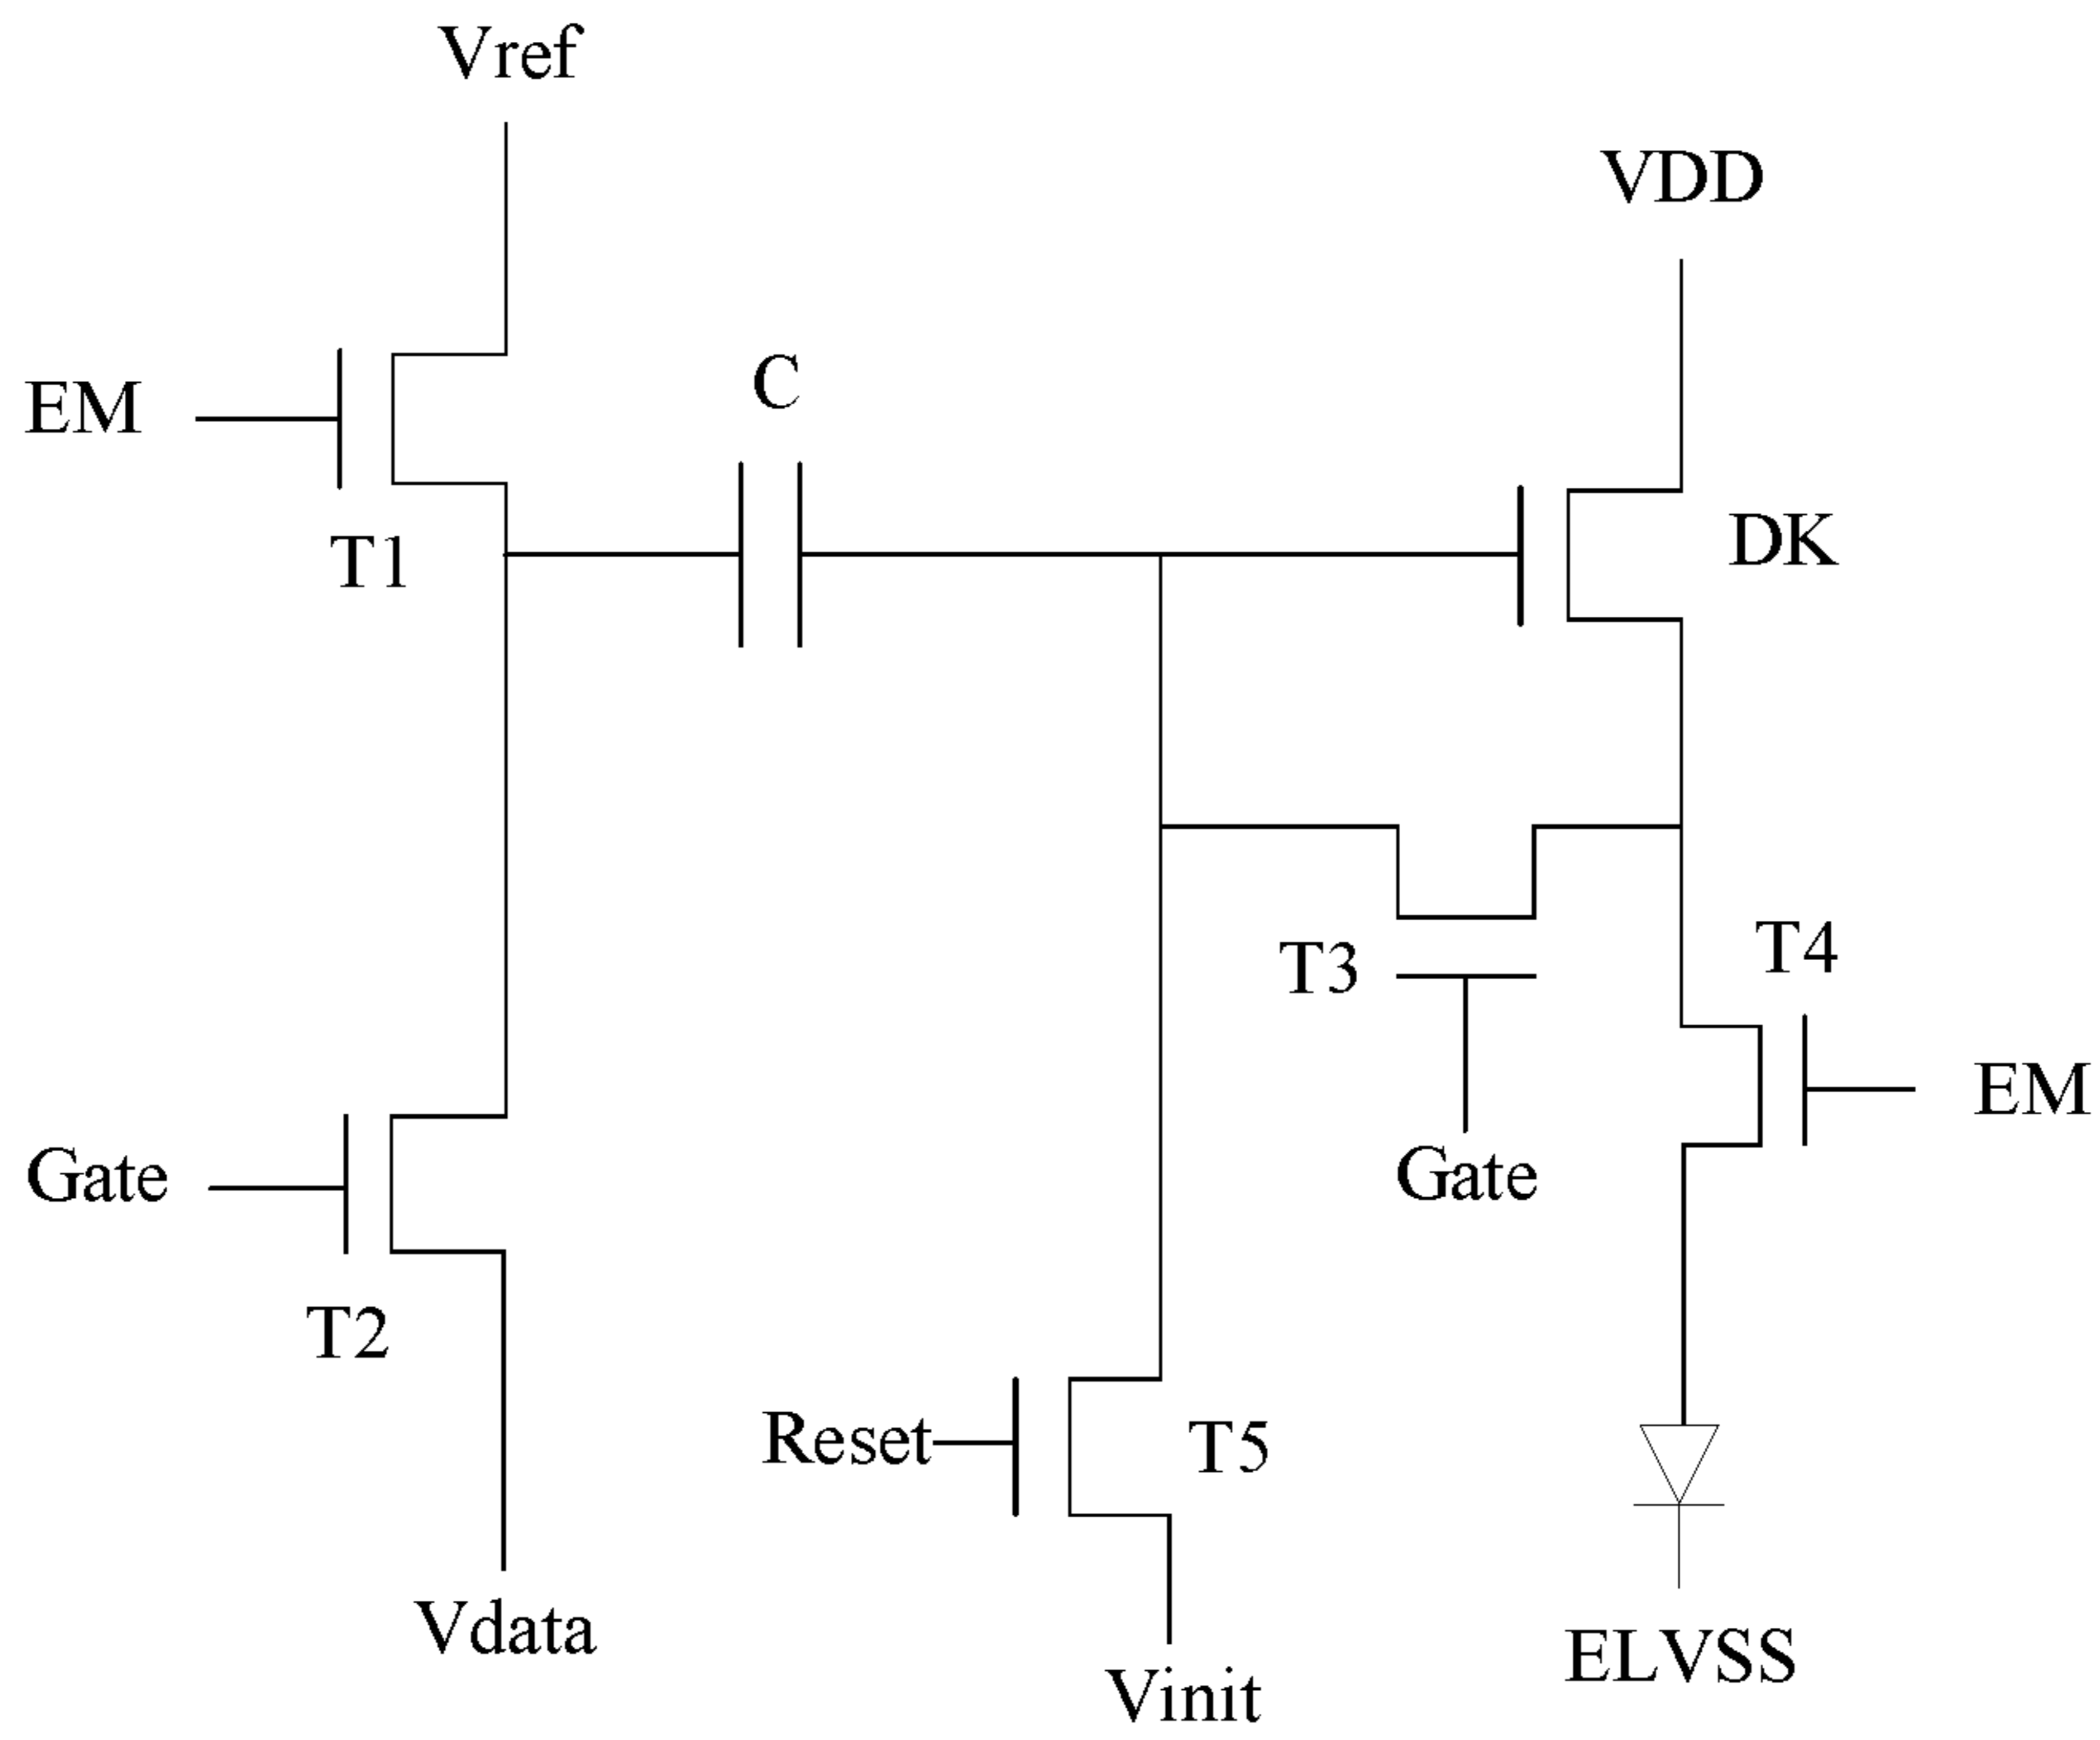 Vref
VDD
EM
C
DK
T1
T3
T4
EM
Gate
Gate
T2
Reset
T5
Vdata
Vinit
ELVSS